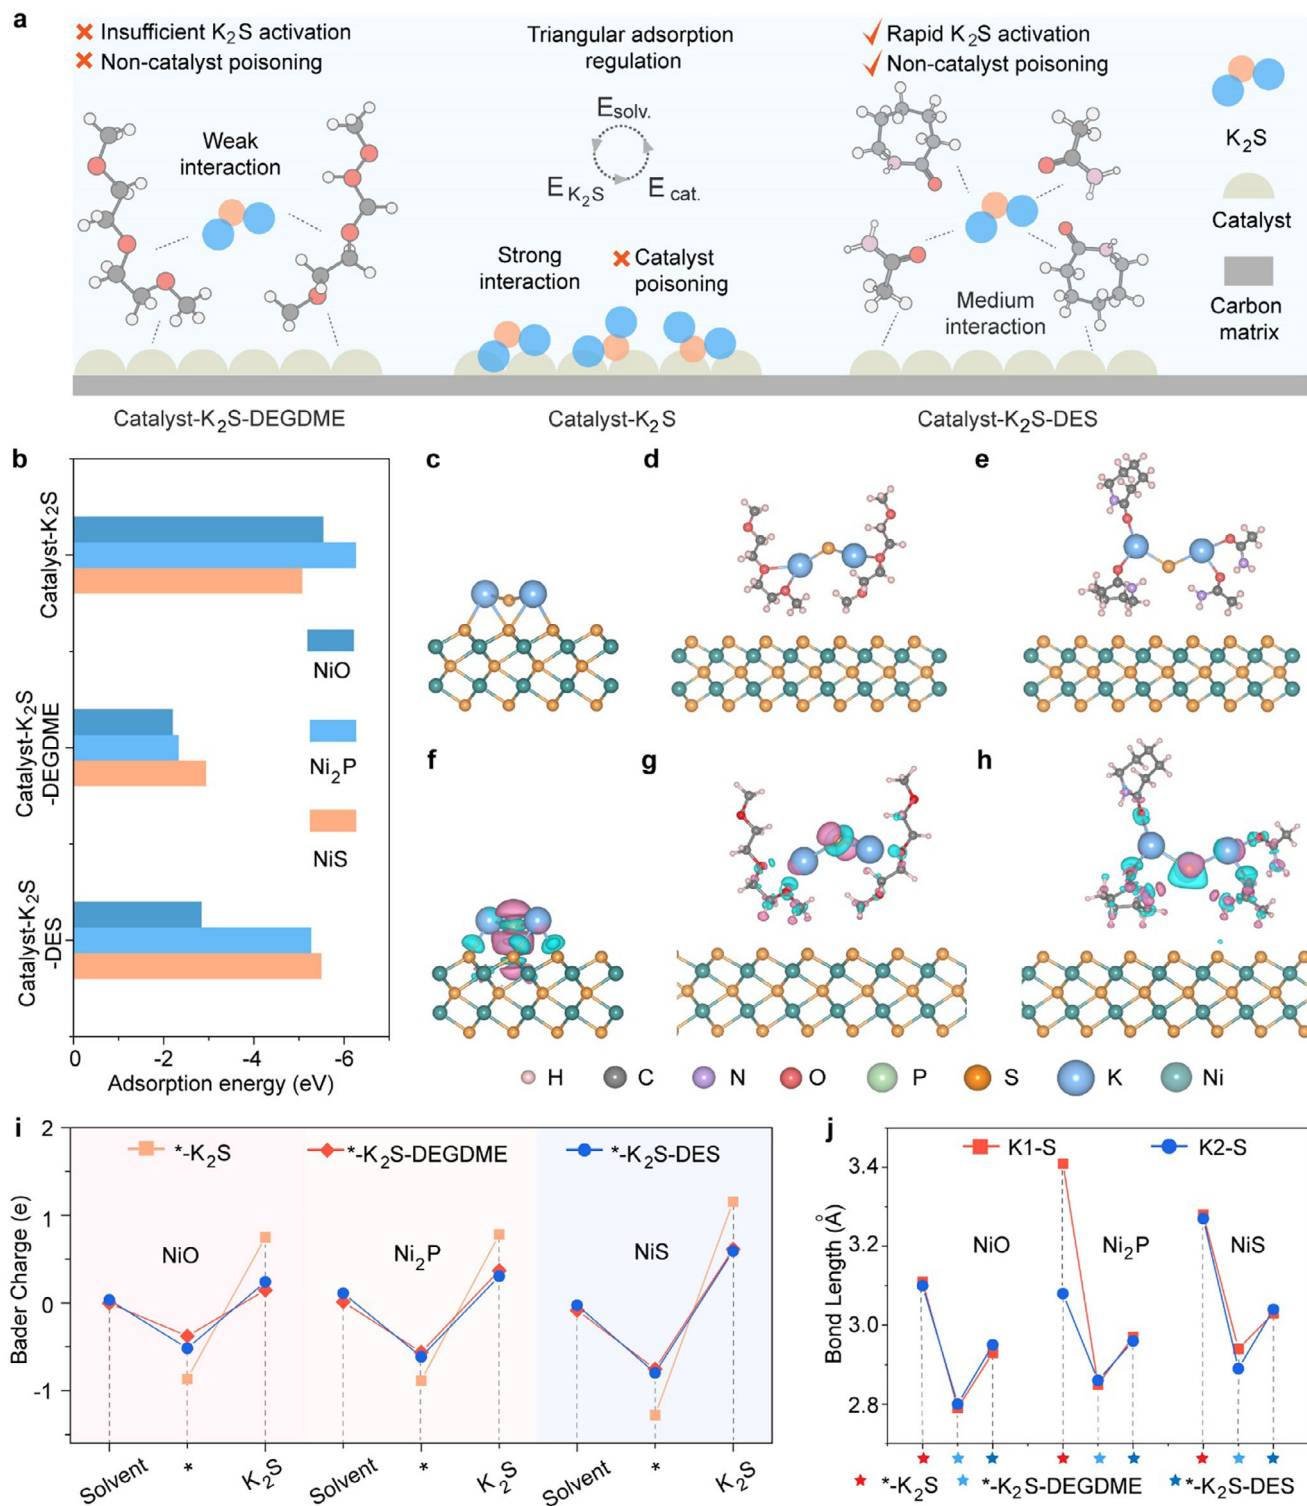 a
Insufficient K₂S activation
Non-catalyst poisoning
Weak
interaction
Triangular adsorption
regulation
E solv.
E K₂S
E cat.
Strong
interaction
Catalyst
poisoning
Rapid K₂S activation
Non-catalyst poisoning
Medium
interaction
K₂S
Catalyst
Carbon
matrix
Catalyst-K₂S-DEGDME
Catalyst-K₂S
Catalyst-K₂S-DES
b
Catalyst-K₂S
Catalyst-K₂S
-DEGDME
Catalyst-K₂S
-DES
NiO
Ni₂P
NiS
0 -2 -4 -6
Adsorption energy (eV)
c
d
e
f
g
h
H C N O P S K Ni
i
2
1
0
-1
Bader Charge (e)
*-K₂S *-K₂S-DEGDME *-K₂S-DES
NiO Ni₂P NiS
Solvent * K₂S Solvent * K₂S Solvent * K₂S
j
3.4
3.2
3.0
2.8
Bond Length (Å)
K1-S K2-S
NiO Ni₂P NiS
*-K₂S *-K₂S-DEGDME *-K₂S-DES